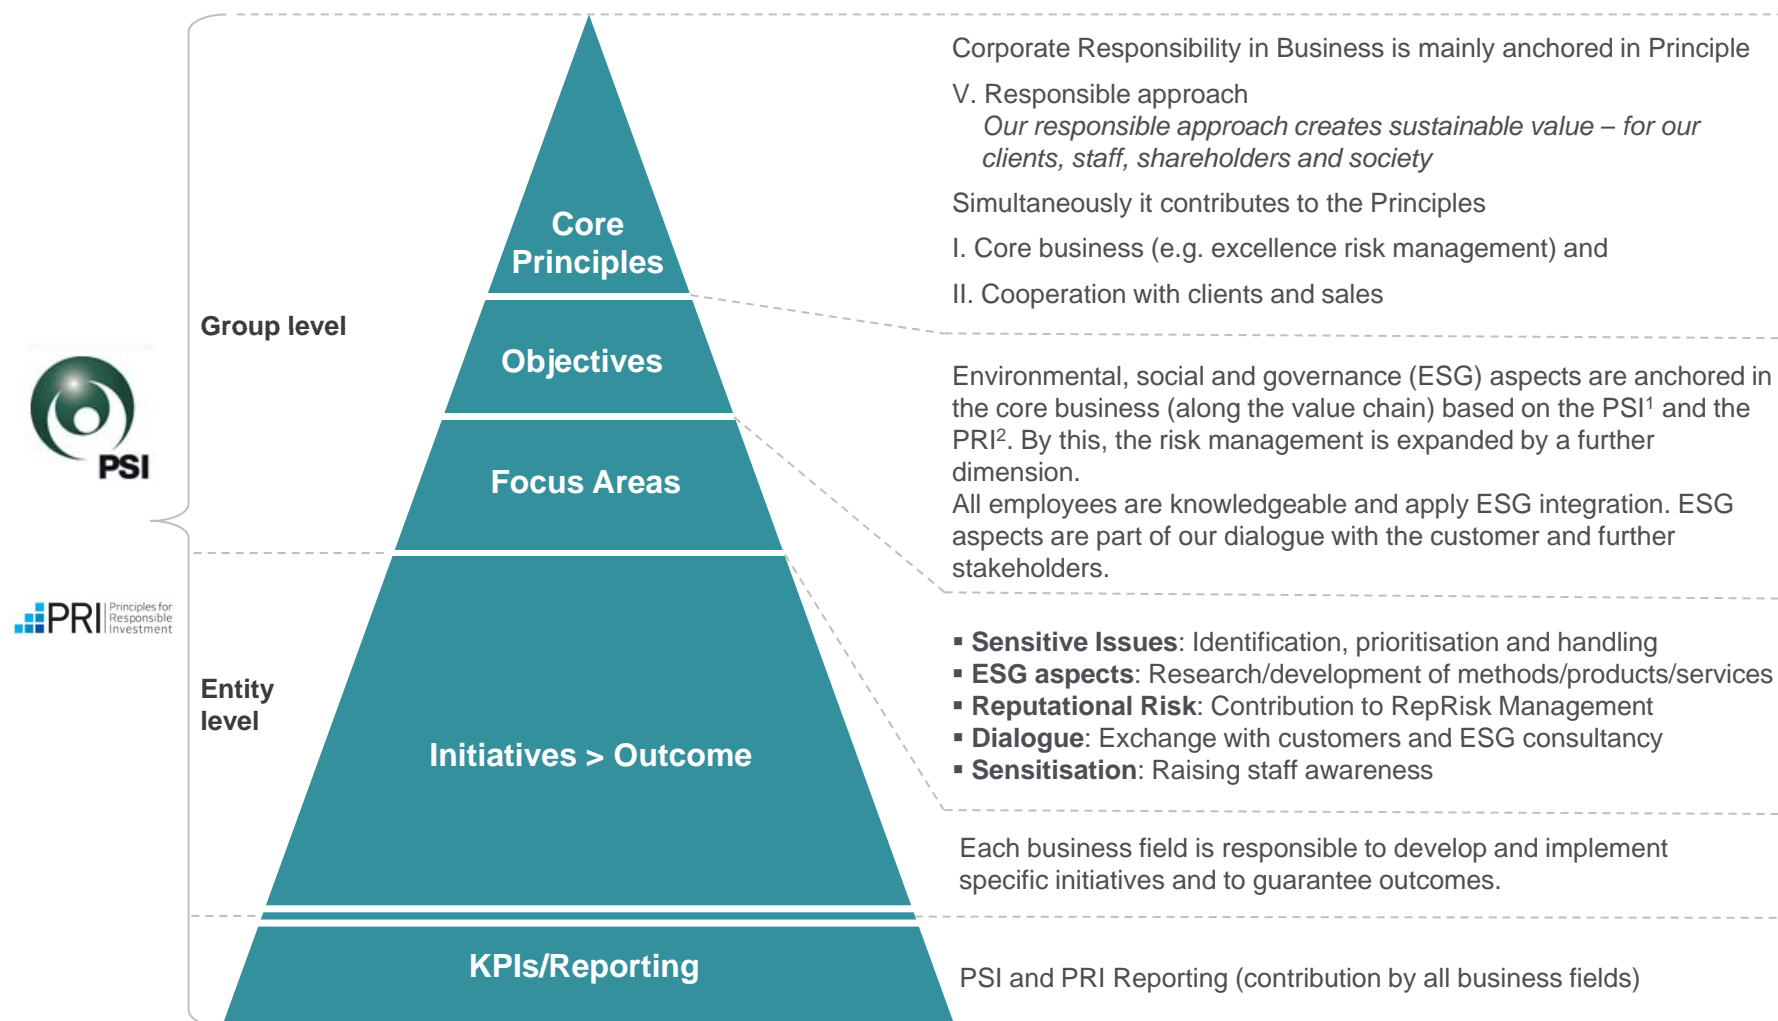 Corporate Responsibility in Business is mainly anchored in Principle
V. Responsible approach
Our responsible approach creates sustainable value – for our
clients, staff, shareholders and society
Simultaneously it contributes to the Principles
I. Core business (e.g. excellence risk management) and
II. Cooperation with clients and sales
Core
Principles
Group level
Objectives
Environmental, social and governance (ESG) aspects are anchored in
the core business (along the value chain) based on the PSI¹ and the
PRI². By this, the risk management is expanded by a further
dimension.
All employees are knowledgeable and apply ESG integration. ESG
aspects are part of our dialogue with the customer and further
stakeholders.
PSI
Focus Areas
PRI
Principles for
Responsible
Investment
Entity
level
Initiatives > Outcome
▪ Sensitive Issues: Identification, prioritisation and handling
▪ ESG aspects: Research/development of methods/products/services
▪ Reputational Risk: Contribution to RepRisk Management
▪ Dialogue: Exchange with customers and ESG consultancy
▪ Sensitisation: Raising staff awareness
Each business field is responsible to develop and implement
specific initiatives and to guarantee outcomes.
KPIs/Reporting
PSI and PRI Reporting (contribution by all business fields)